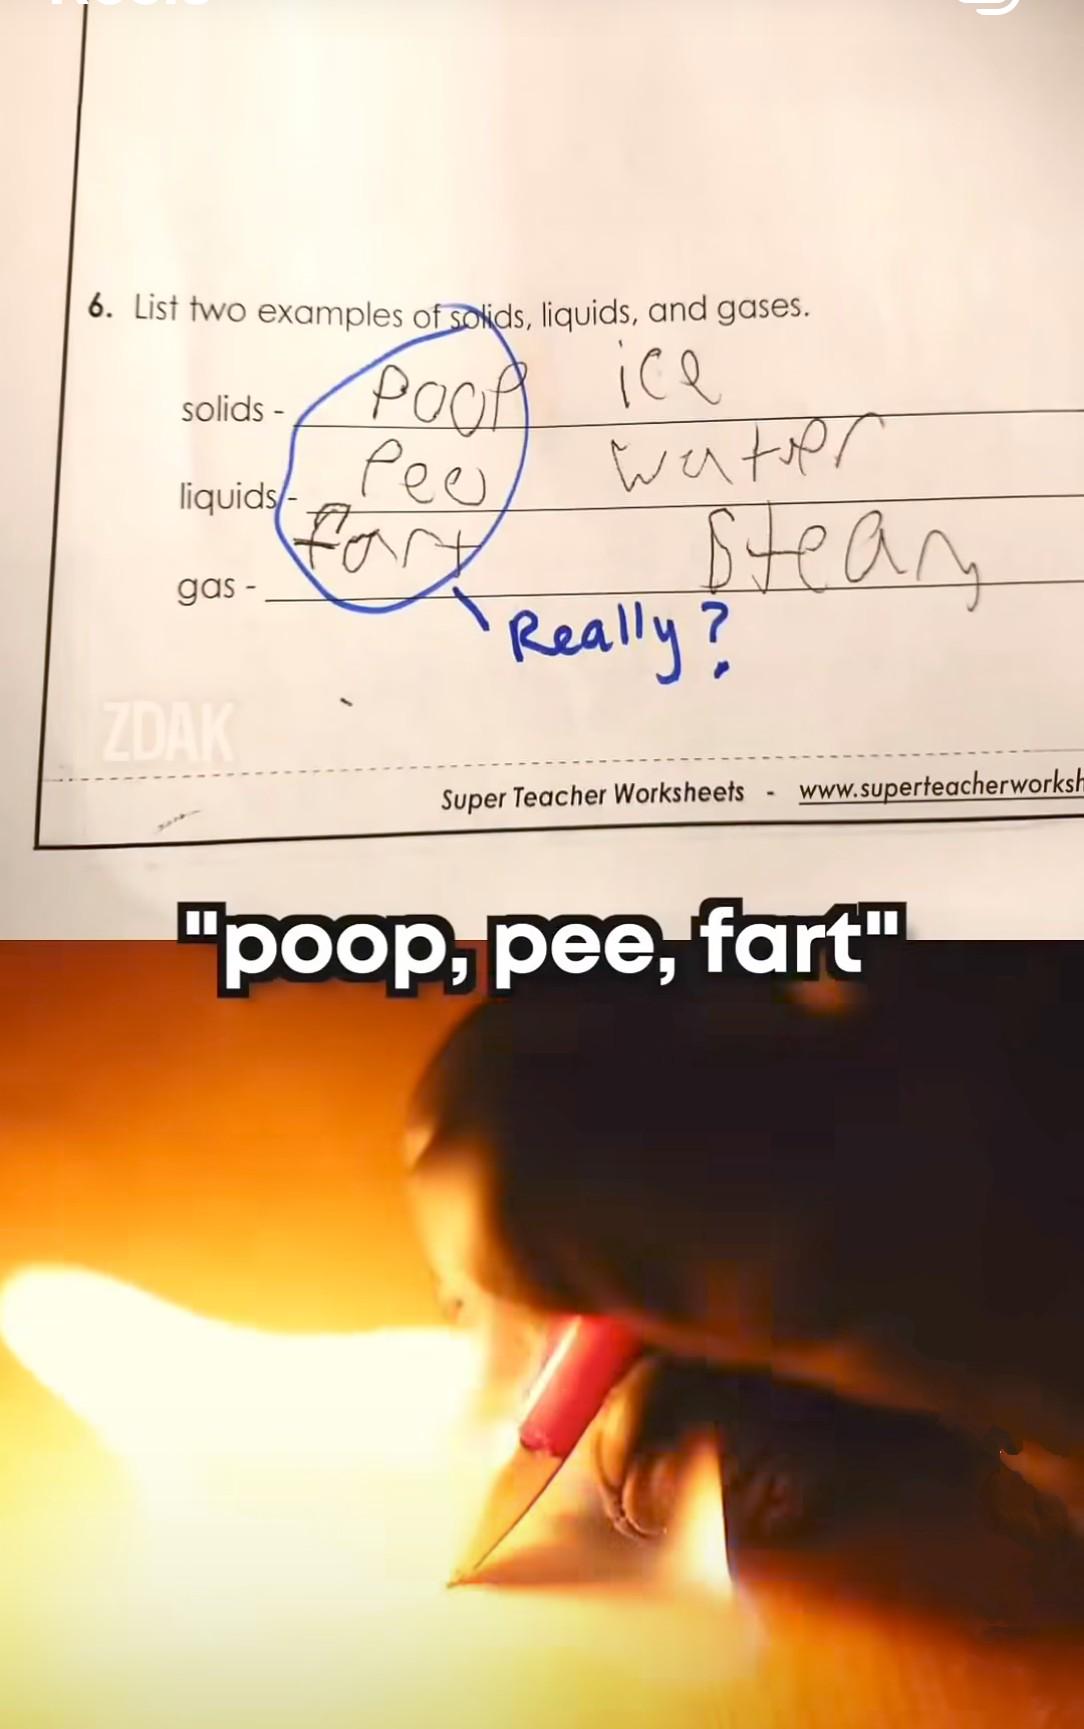 6. List two examples of solids, liquids, and gases.
solids - Poop ice
liquids - Pee water
gas - fart Steam
Really?
ZDAK
Super Teacher Worksheets - www.superteacherworksh
"poop, pee, fart"